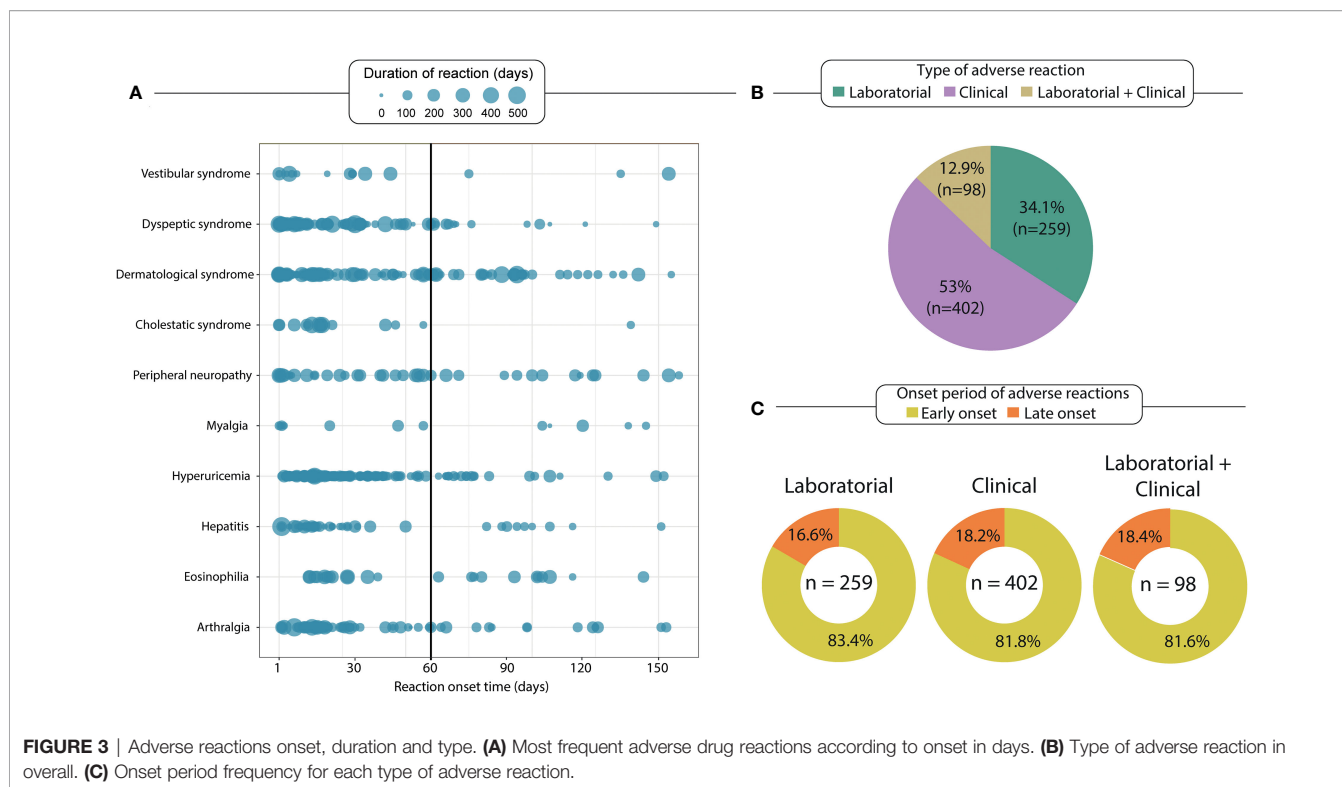 A
Duration of reaction (days)
0 100 200 300 400 500
Vestibular syndrome
Dyspeptic syndrome
Dermatological syndrome
Cholestatic syndrome
Peripheral neuropathy
Myalgia
Hyperuricemia
Hepatitis
Eosinophilia
Arthralgia
1 30 60 90 120 150
Reaction onset time (days)
B
Type of adverse reaction
Laboratorial Clinical Laboratorial + Clinical
12.9%
(n=98)
34.1%
(n=259)
53%
(n=402)
C
Onset period of adverse reactions
Early onset Late onset
Laboratorial
16.6%
n = 259
83.4%
Clinical
18.2%
n = 402
81.8%
Laboratorial +
Clinical
18.4%
n = 98
81.6%
FIGURE 3 | Adverse reactions onset, duration and type. (A) Most frequent adverse drug reactions according to onset in days. (B) Type of adverse reaction in
overall. (C) Onset period frequency for each type of adverse reaction.